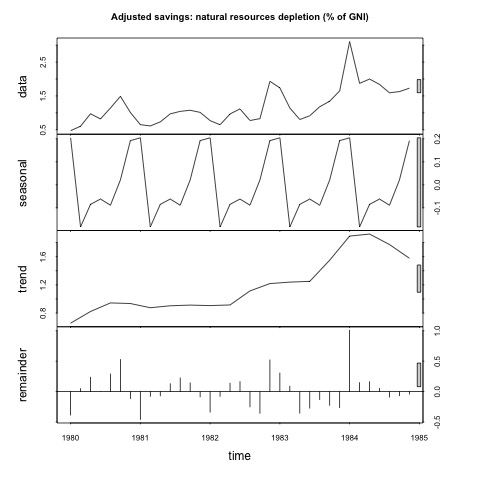 Adjusted savings: natural resources depletion (% of GNI)
data
0.5 1.5 2.5
seasonal
-0.1 0.0 0.1 0.2
trend
0.8 1.2 1.6
remainder
-0.5 0.0 0.5 1.0
1980 1981 1982 1983 1984 1985
time